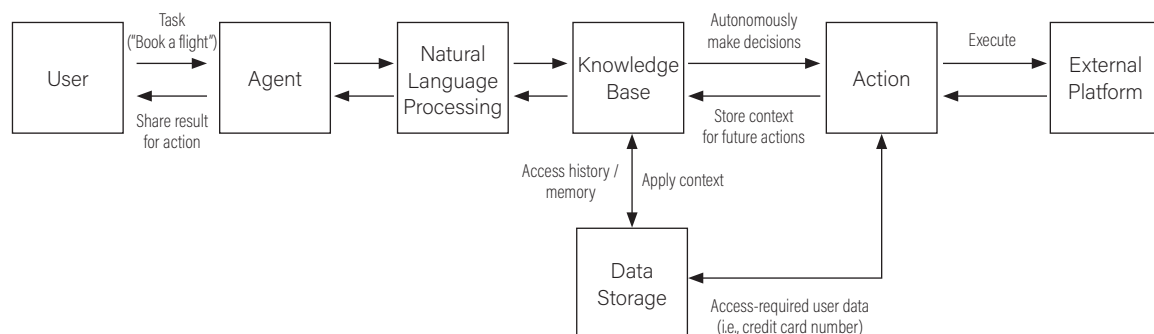 Task
("Book a flight")
Autonomously
make decisions
Execute
User
Agent
Natural
Language
Processing
Knowledge
Base
Action
External
Platform
Share result
for action
Store context
for future actions
Access history /
memory
Apply context
Data
Storage
Access-required user data
(i.e., credit card number)